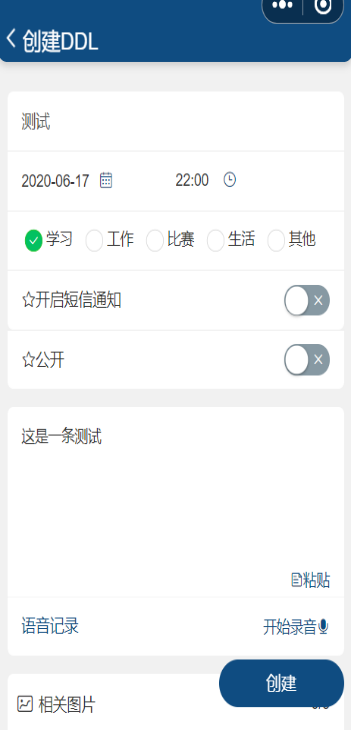 创建DDL
测试
2020-06-17 22:00
学习 工作 比赛 生活 其他
☆开启短信通知
☆公开
这是一条测试
粘贴
语音记录 开始录音
创建
相关图片